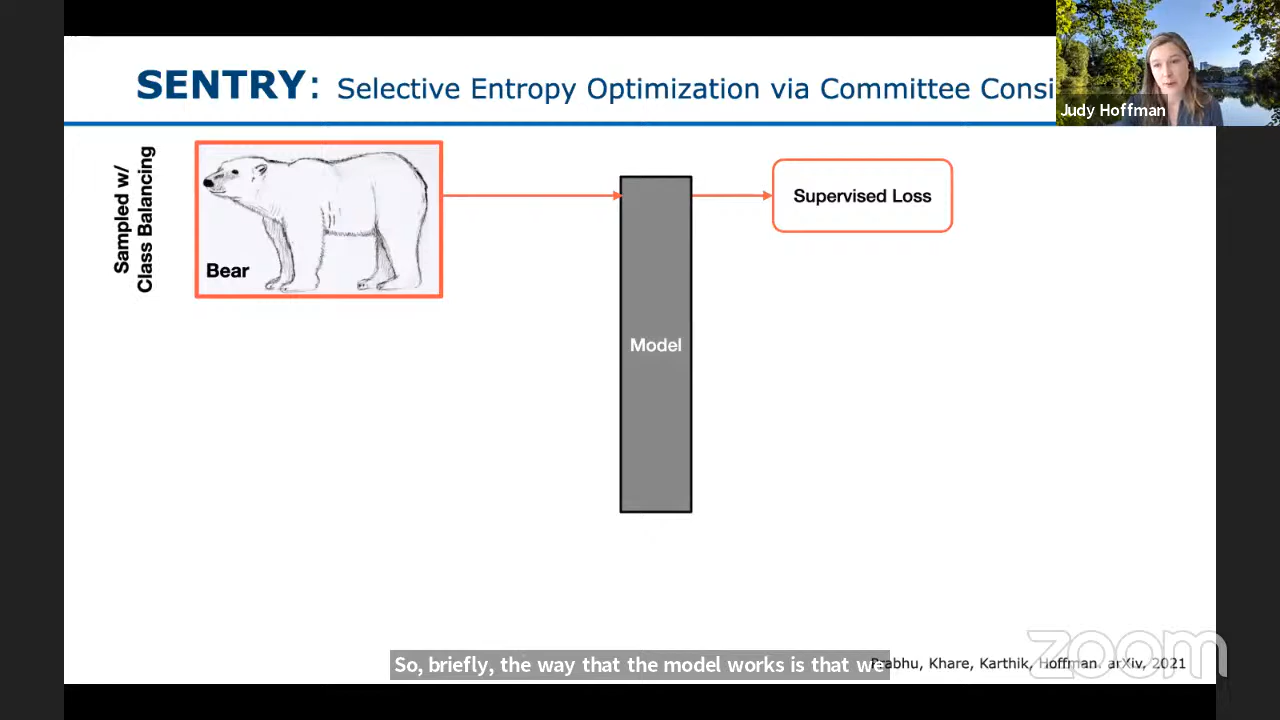 SENTRY: Selective Entropy Optimization via Committee Consi
Judy Hoffman
Sampled w/
Class Balancing
Bear
Supervised Loss
Model
So, briefly, the way that the model works is that we
Prabhu, Khare, Karthik, Hoffman. arXiv, 2021
zoom